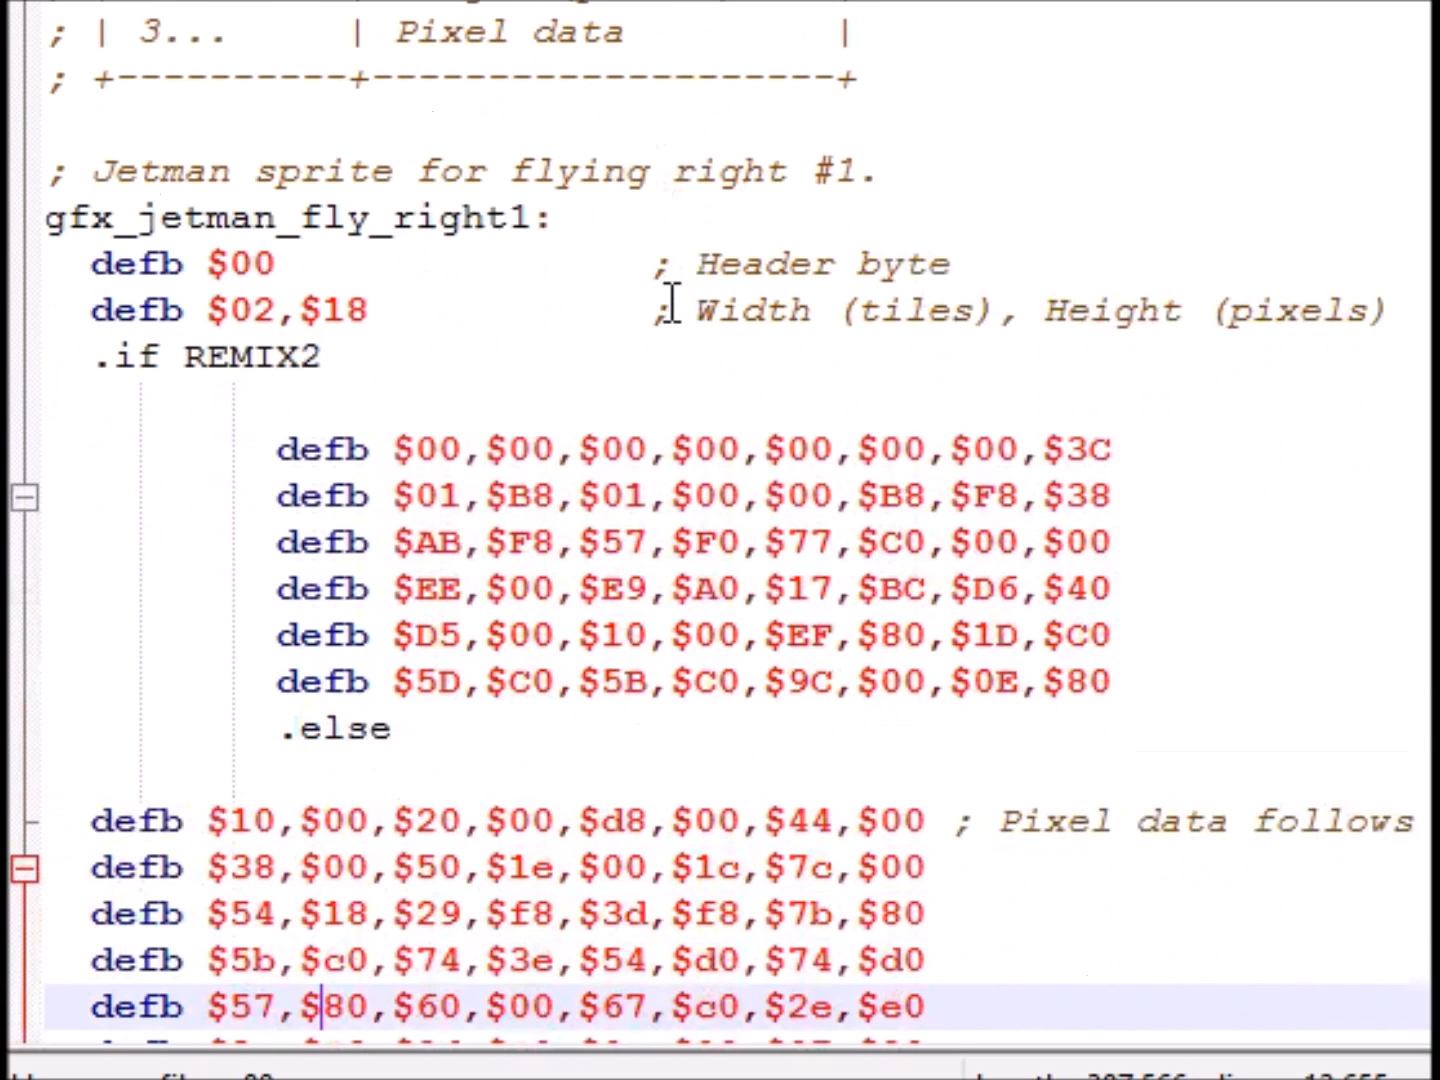 ; | 3...     | Pixel data         |
; +----------+--------------------+
; Jetman sprite for flying right #1.
gfx_jetman_fly_right1:
defb $00 ; Header byte
defb $02,$18 ; Width (tiles), Height (pixels)
.if REMIX2
defb $00,$00,$00,$00,$00,$00,$00,$3C
defb $01,$B8,$01,$00,$00,$B8,$F8,$38
defb $AB,$F8,$57,$F0,$77,$C0,$00,$00
defb $EE,$00,$E9,$A0,$17,$BC,$D6,$40
defb $D5,$00,$10,$00,$EF,$80,$1D,$C0
defb $5D,$C0,$5B,$C0,$9C,$00,$0E,$80
.else
defb $10,$00,$20,$00,$d8,$00,$44,$00 ; Pixel data follows
defb $38,$00,$50,$1e,$00,$1c,$7c,$00
defb $54,$18,$29,$f8,$3d,$f8,$7b,$80
defb $5b,$c0,$74,$3e,$54,$d0,$74,$d0
defb $57,$80,$60,$00,$67,$c0,$2e,$e0